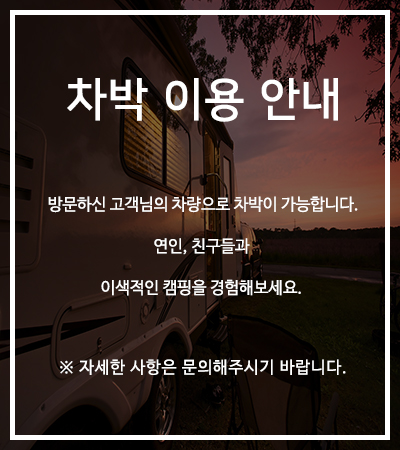 차박 이용 안내
방문하신 고객님의 차량으로 차박이 가능합니다.
연인, 친구들과
이색적인 캠핑을 경험해보세요.
※ 자세한 사항은 문의해주시기 바랍니다.